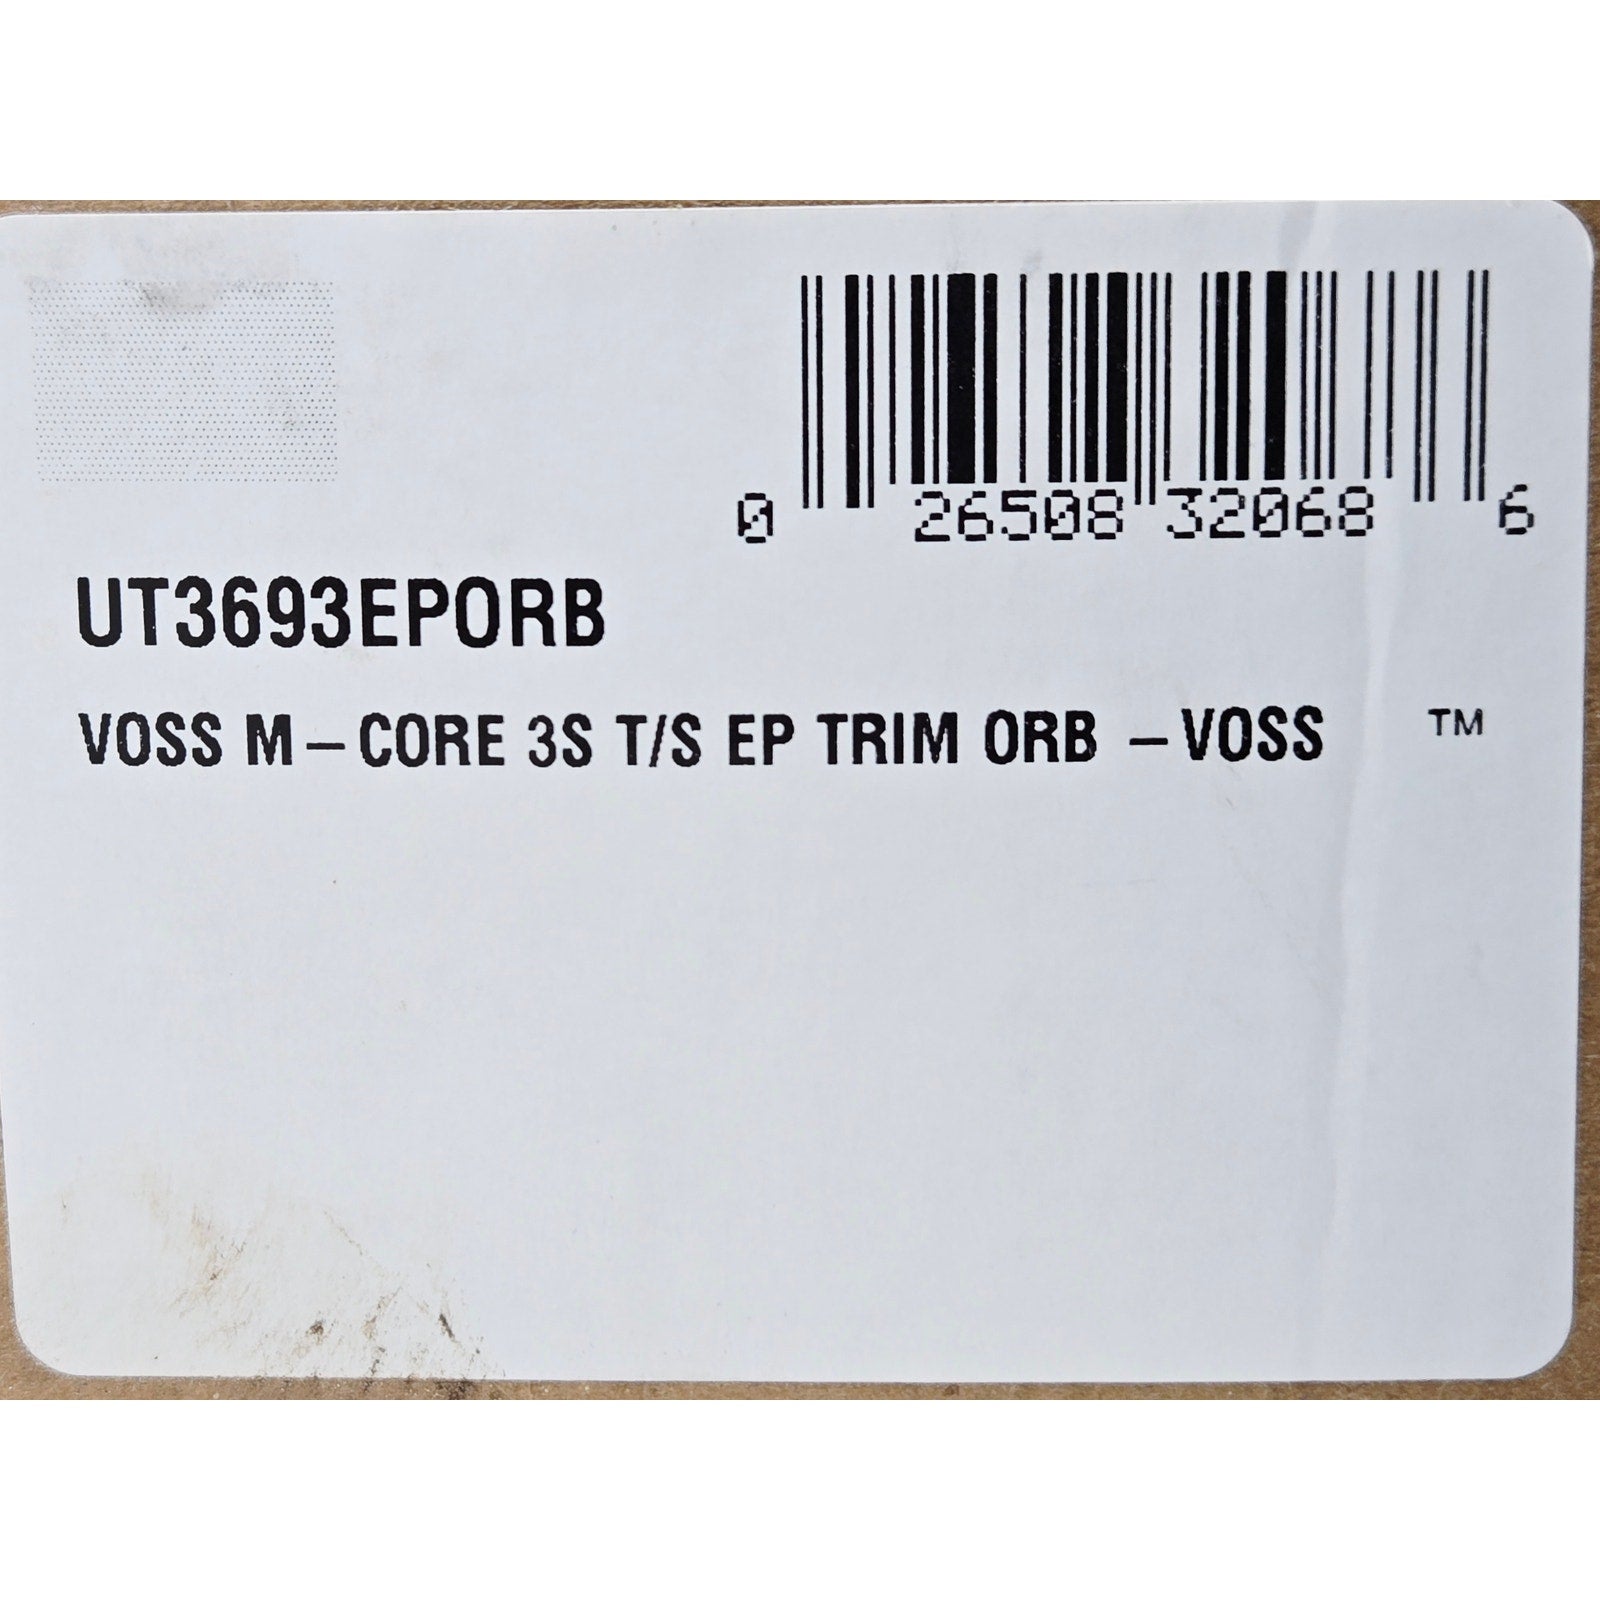 0 26508 32068 6
UT3693EPORB
VOSS M-CORE 3S T/S EP TRIM ORB -VOSS ™